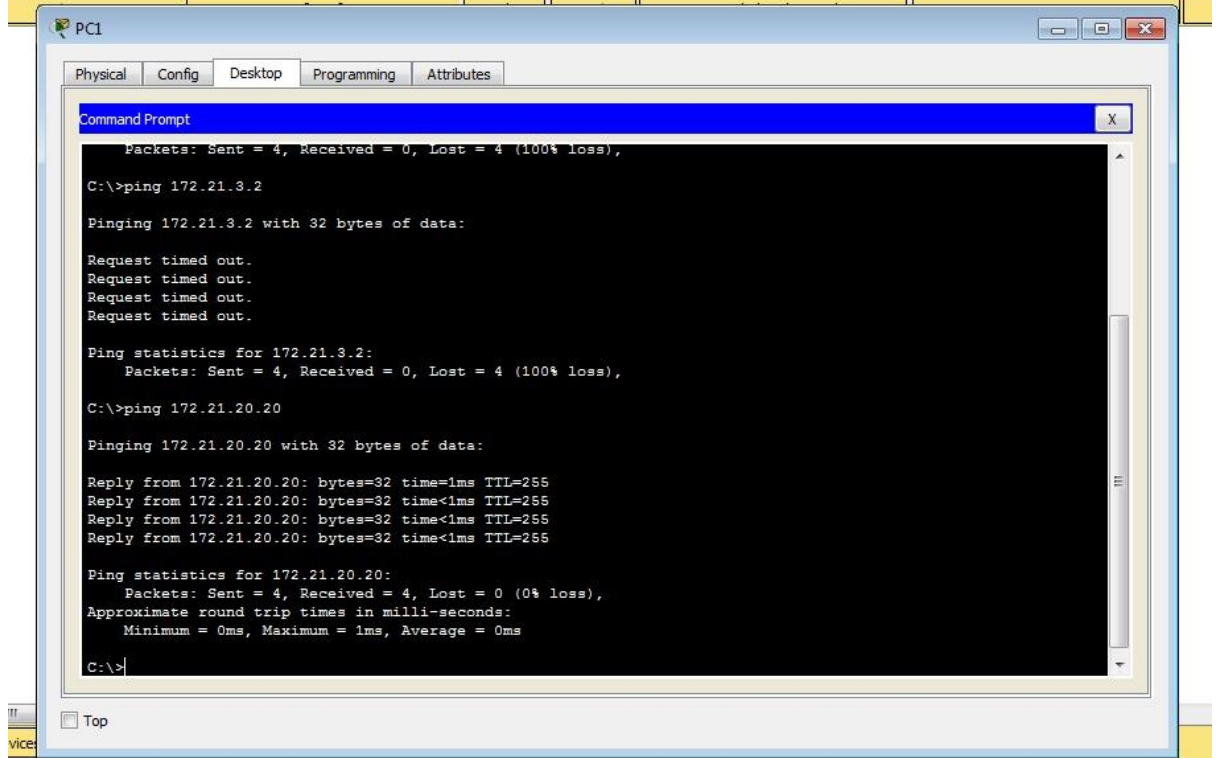 PC1
Physical Config Desktop Programming Attributes
Command Prompt
X
Packets: Sent = 4, Received = 0, Lost = 4 (100% loss),
C:\>ping 172.21.3.2
Pinging 172.21.3.2 with 32 bytes of data:
Request timed out.
Request timed out.
Request timed out.
Request timed out.
Ping statistics for 172.21.3.2:
Packets: Sent = 4, Received = 0, Lost = 4 (100% loss),
C:\>ping 172.21.20.20
Pinging 172.21.20.20 with 32 bytes of data:
Reply from 172.21.20.20: bytes=32 time=1ms TTL=255
Reply from 172.21.20.20: bytes=32 time<1ms TTL=255
Reply from 172.21.20.20: bytes=32 time<1ms TTL=255
Reply from 172.21.20.20: bytes=32 time<1ms TTL=255
Ping statistics for 172.21.20.20:
Packets: Sent = 4, Received = 4, Lost = 0 (0% loss),
Approximate round trip times in milli-seconds:
Minimum = 0ms, Maximum = 1ms, Average = 0ms
C:\>
Top